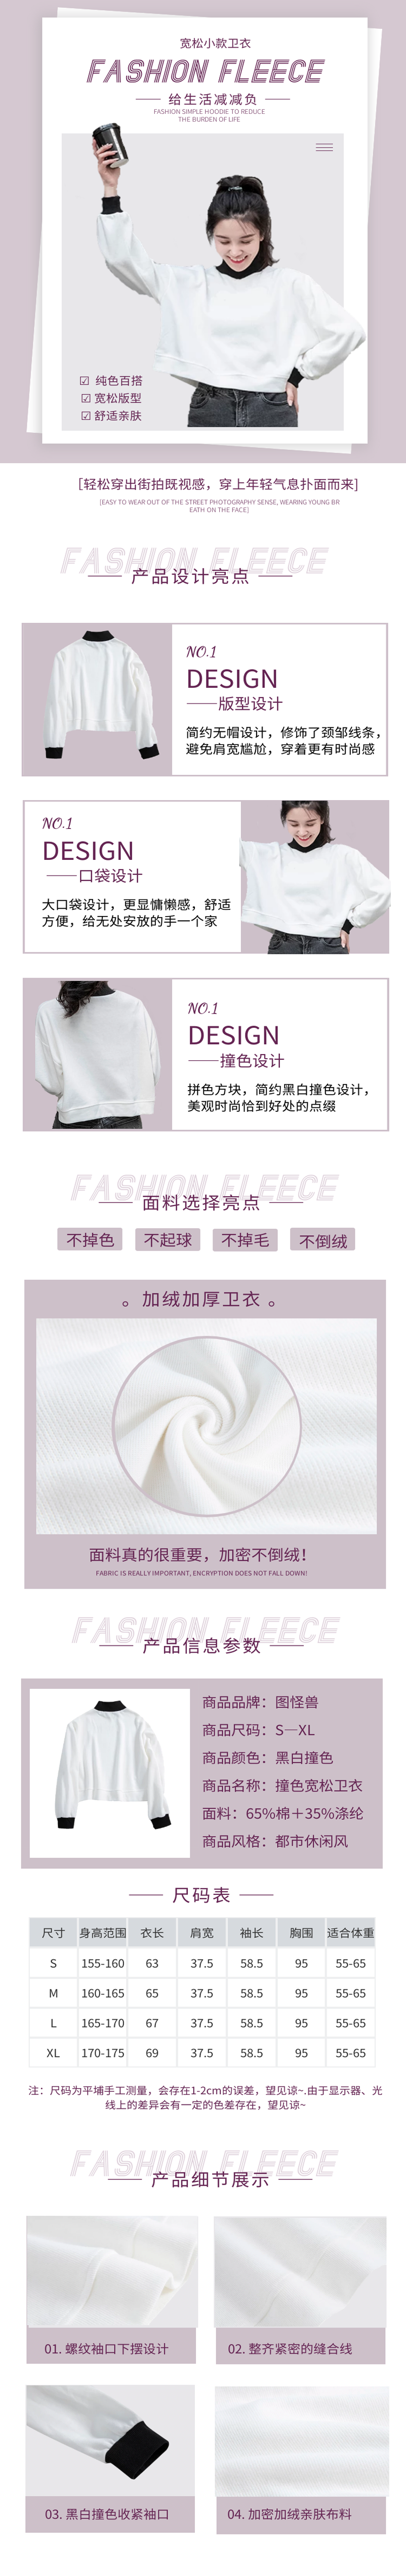 宽松小款卫衣
FASHION FLEECE
给生活减减负
FASHION SIMPLE HOODIE TO REDUCE
THE BURDEN OF LIFE
☑ 纯色百搭
☑ 宽松版型
☑ 舒适亲肤
[轻松穿出街拍既视感，穿上年轻气息扑面而来]
[EASY TO WEAR OUT OF THE STREET PHOTOGRAPHY SENSE, WEARING YOUNG BR
EATH ON THE FACE]
FASHION FLEECE
产品设计亮点
NO.1
DESIGN
版型设计
简约无帽设计，修饰了颈邹线条，
避免肩宽尴尬，穿着更有时尚感
NO.1
DESIGN
口袋设计
大口袋设计，更显慵懒感，舒适
方便，给无处安放的手一个家
NO.1
DESIGN
撞色设计
拼色方块，简约黑白撞色设计，
美观时尚恰到好处的点缀
FASHION FLEECE
面料选择亮点
不掉色 不起球 不掉毛 不倒绒
。加绒加厚卫衣 。
面料真的很重要，加密不倒绒！
FABRIC IS REALLY IMPORTANT, ENCRYPTION DOES NOT FALL DOWN!
FASHION FLEECE
产品信息参数
商品品牌：图怪兽
商品尺码：S—XL
商品颜色：黑白撞色
商品名称：撞色宽松卫衣
面料：65%棉＋35%涤纶
商品风格：都市休闲风
尺码表
尺寸 身高范围 衣长 肩宽 袖长 胸围 适合体重
S 155-160 63 37.5 58.5 95 55-65
M 160-165 65 37.5 58.5 95 55-65
L 165-170 67 37.5 58.5 95 55-65
XL 170-175 69 37.5 58.5 95 55-65
注：尺码为平埔手工测量，会存在1-2cm的误差，望见谅~.由于显示器、光
线上的差异会有一定的色差存在，望见谅~
FASHION FLEECE
产品细节展示
01. 螺纹袖口下摆设计
02. 整齐紧密的缝合线
03. 黑白撞色收紧袖口
04. 加密加绒亲肤布料